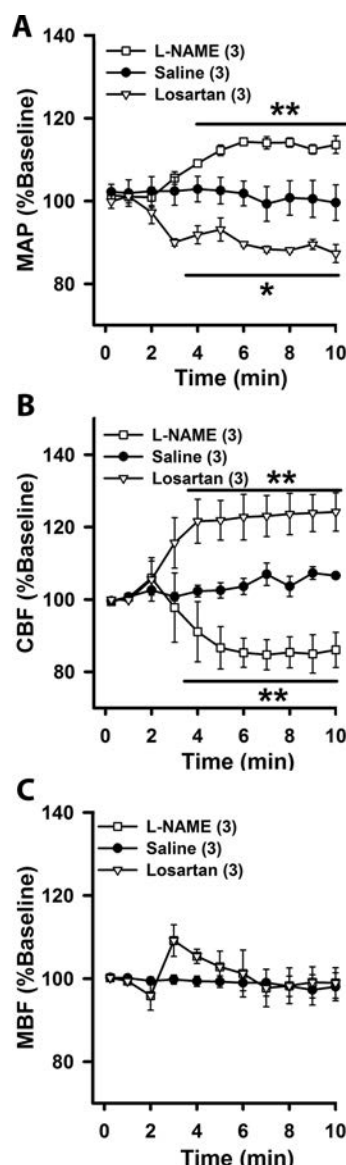 A
140
L-NAME (3)
Saline (3)
Losartan (3)
**
120
100
80
*
MAP (%Baseline)
0 2 4 6 8 10
Time (min)
B
140
L-NAME (3)
Saline (3)
Losartan (3)
**
120
100
80
**
CBF (%Baseline)
0 2 4 6 8 10
Time (min)
C
140
L-NAME (3)
Saline (3)
Losartan (3)
120
100
80
MBF (%Baseline)
0 2 4 6 8 10
Time (min)